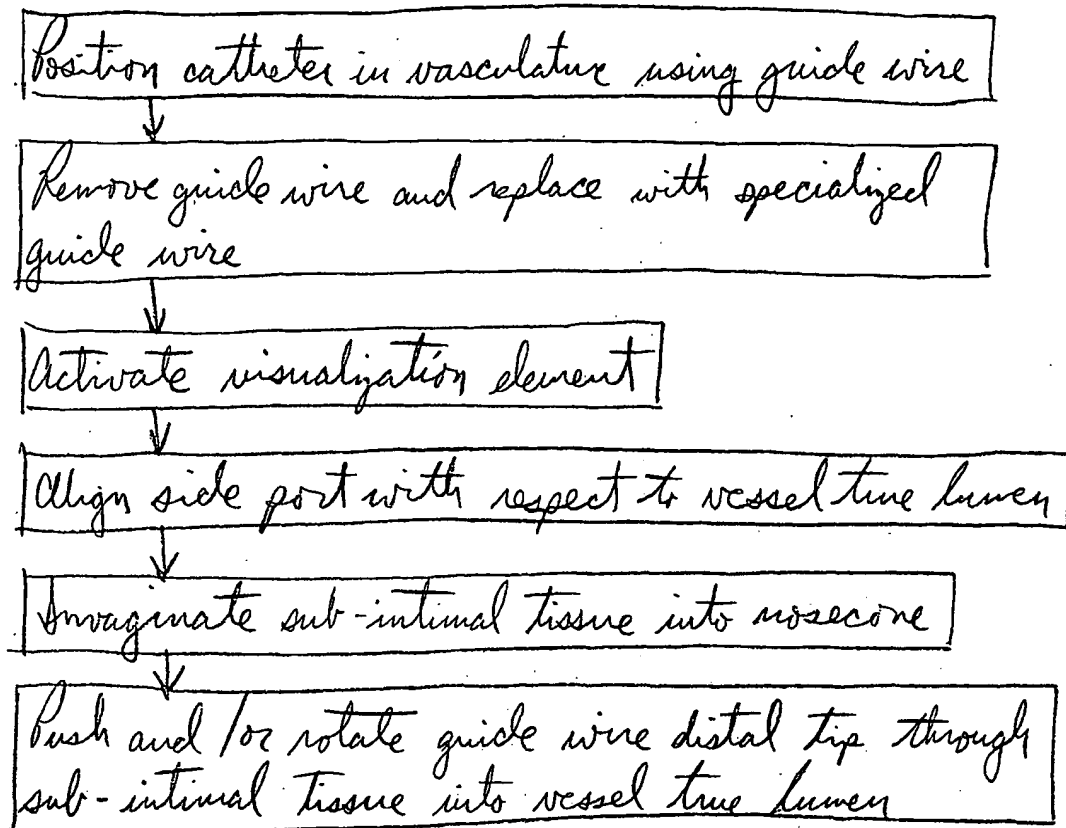 Position catheter in vasculature using guide wire
Remove guide wire and replace with specialized
guide wire
Activate visualization element
Align side port with respect to vessel true lumen
Invaginate sub-intimal tissue into nosecone
Push and/or rotate guide wire distal tip through
sub-intimal tissue into vessel true lumen